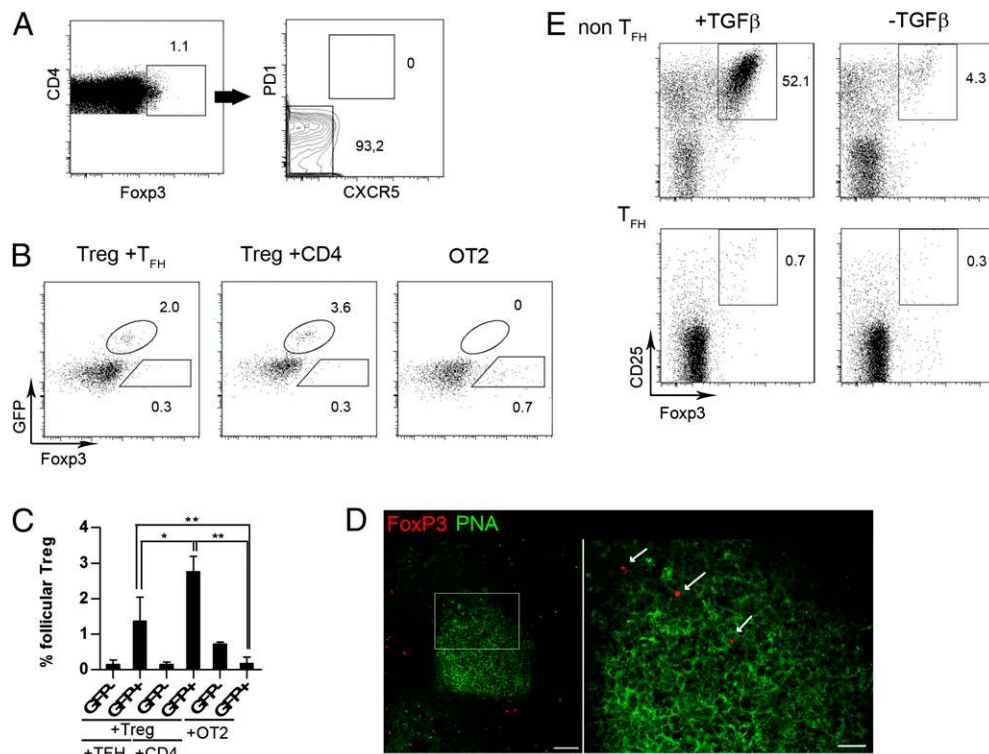 A
1.1
CD4
Foxp3
0
PD1
93,2
CXCR5
B
Treg +TFH
Treg +CD4
OT2
2.0
3.6
0
0.3
0.3
0.7
GFP
Foxp3
C
**
* **
% follicular Treg
4
3
2
1
0
GFP- GFP+ GFP- GFP+ GFP- GFP+
+Treg
+OT2
+TFH +CD4
D
FoxP3 PNA
E
non TFH
+TGFβ
-TGFβ
52.1
4.3
TFH
0.7
0.3
CD25
Foxp3